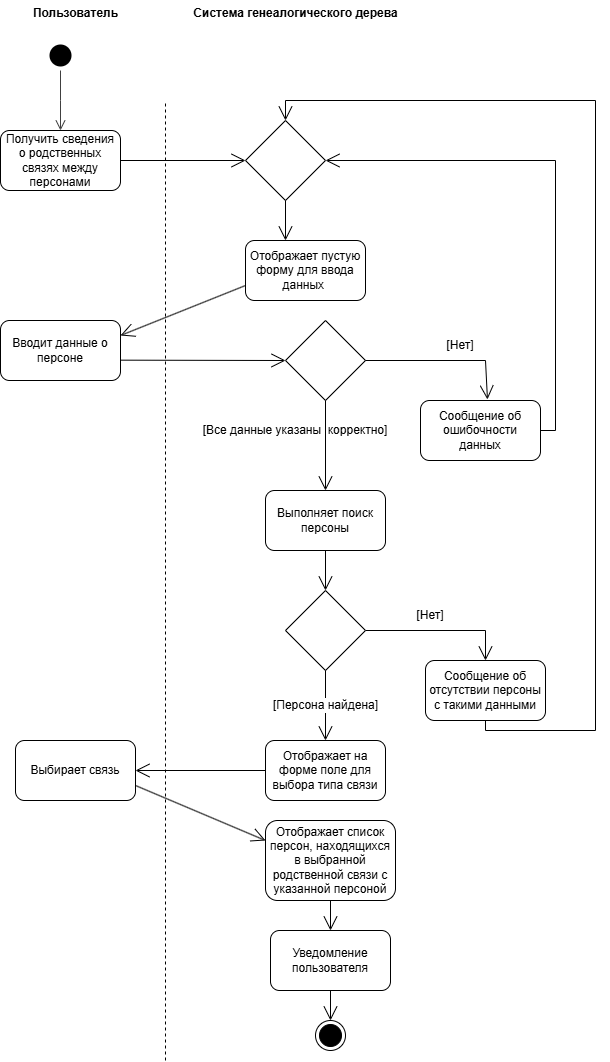 Пользователь
Система генеалогического дерева
Получить сведения
о родственных
связях между
персонами
Отображает пустую
форму для ввода
данных
Вводит данные о
персоне
[Нет]
[Все данные указаны корректно]
Сообщение об
ошибочности
данных
Выполняет поиск
персоны
[Нет]
Сообщение об
отсутствии персоны
с такими данными
[Персона найдена]
Выбирает связь
Отображает на
форме поле для
выбора типа связи
Отображает список
персон, находящихся
в выбранной
родственной связи с
указанной персоной
Уведомление
пользователя